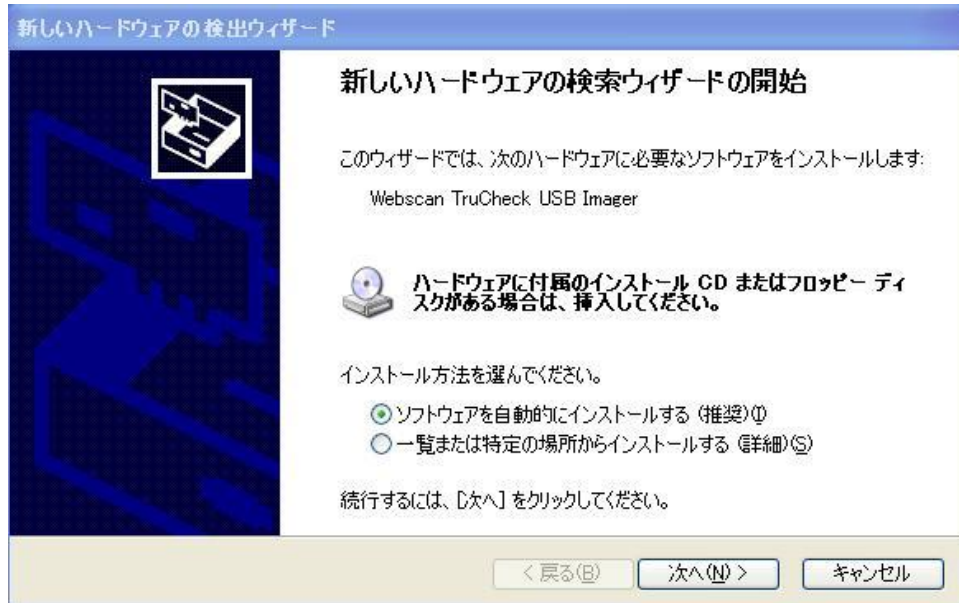 新しいハードウェアの検出ウィザード
新しいハードウェアの検索ウィザードの開始
このウィザードでは、次のハードウェアに必要なソフトウェアをインストールします:
Webscan TruCheck USB Imager
ハードウェアに付属のインストール CD またはフロッピー ディ
スクがある場合は、挿入してください。
インストール方法を選んでください。
ソフトウェアを自動的にインストールする (推奨)(I)
一覧または特定の場所からインストールする (詳細)(S)
続行するには、[次へ] をクリックしてください。
< 戻る(B) 次へ(N) > キャンセル